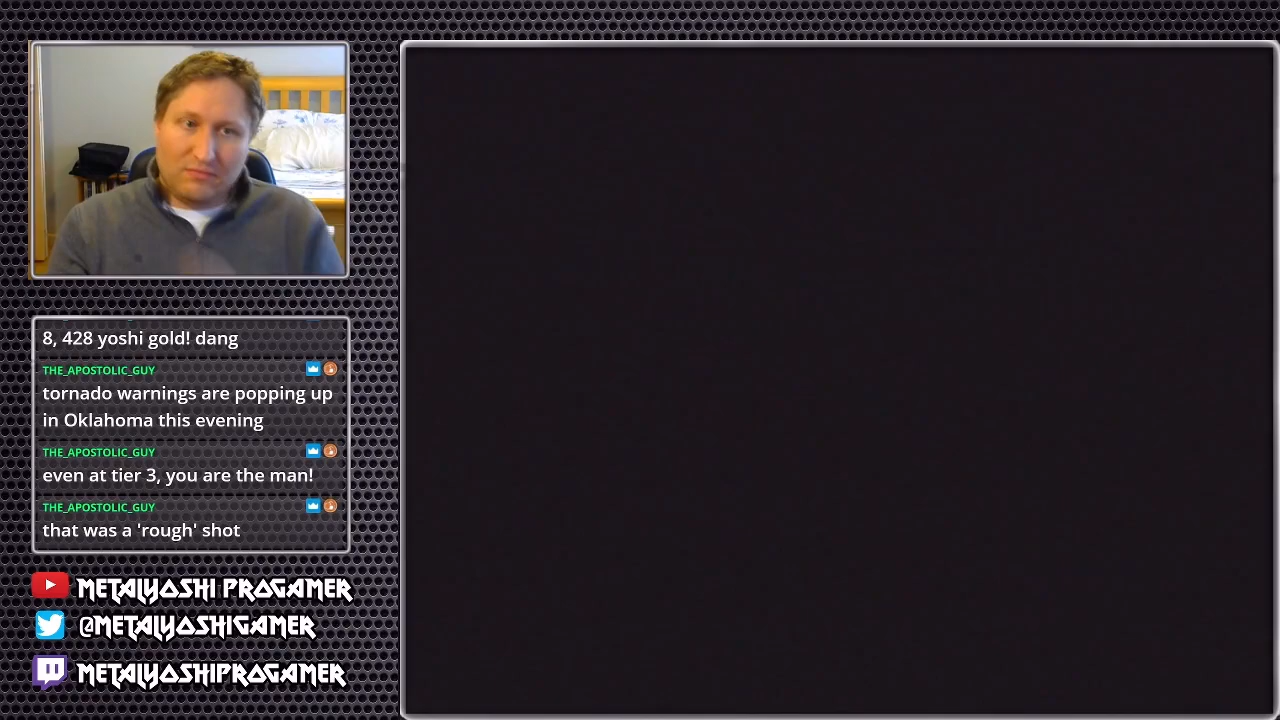 8, 428 yoshi gold! dang
THE_APOSTOLIC_GUY
tornado warnings are popping up
in Oklahoma this evening
THE_APOSTOLIC_GUY
even at tier 3, you are the man!
THE_APOSTOLIC_GUY
that was a 'rough' shot
METALYOSHI PROGAMER
@METALYOSHIGAMER
METALYOSHIPROGAMER